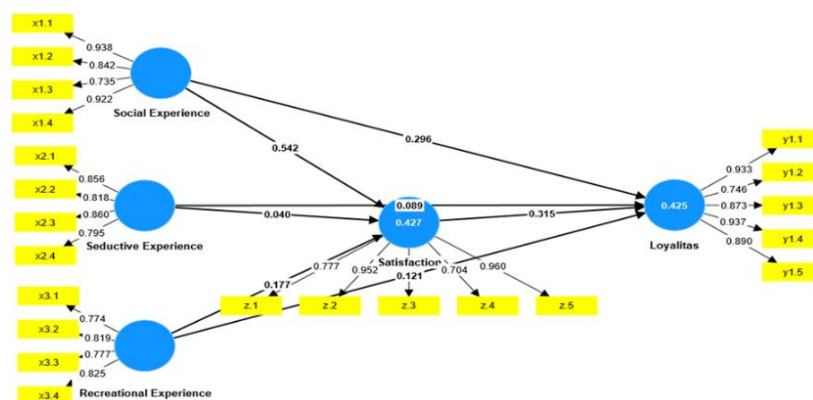 x1.1
0.938
x1.2
0.842
x1.3
0.735
x1.4
0.922
Social Experience
0.542
0.296
x2.1
0.856
x2.2
0.818
x2.3
0.860
x2.4
0.795
Seductive Experience
0.040
0.089
0.427
Satisfaction
0.315
0.425
Loyalitas
y1.1
0.933
y1.2
0.746
y1.3
0.873
y1.4
0.937
y1.5
0.890
0.177
0.777
0.952
0.121
0.704
0.960
z.1
z.2
z.3
z.4
z.5
x3.1
0.774
x3.2
0.819
x3.3
0.777
x3.4
0.825
Recreational Experience